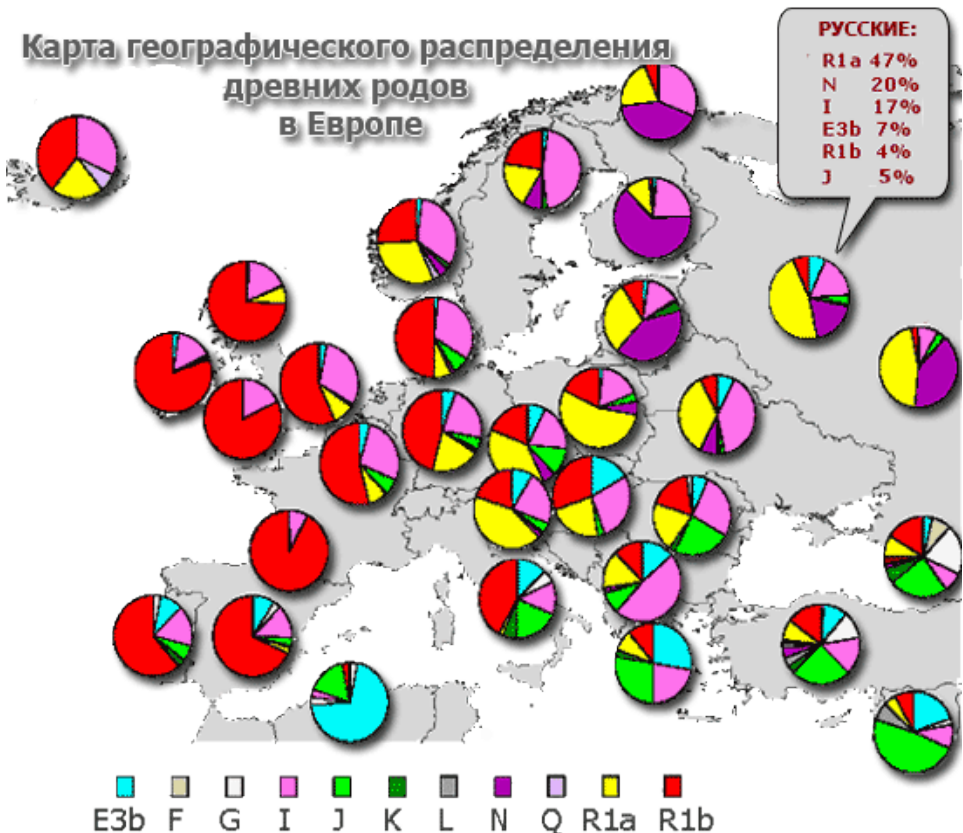 Карта географического распределения
древних родов
в Европе
РУССКИЕ:
R1a 47%
N 20%
I 17%
E3b 7%
R1b 4%
J 5%
E3b F G I J K L N Q R1a R1b